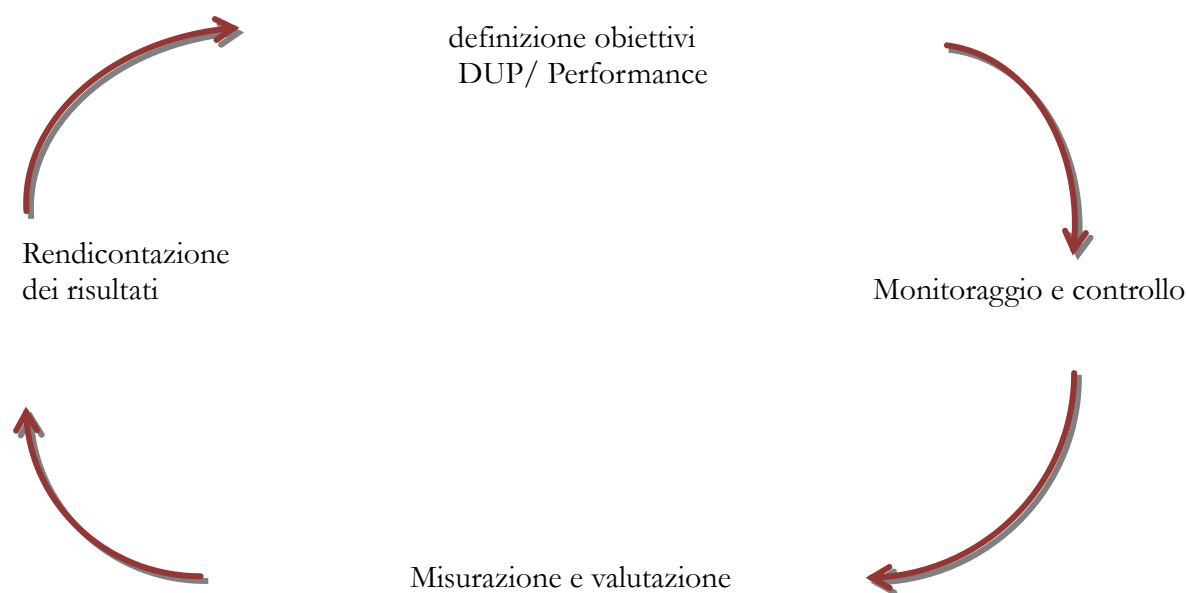 definizione obiettivi
DUP/ Performance
Rendicontazione
dei risultati
Monitoraggio e controllo
Misurazione e valutazione